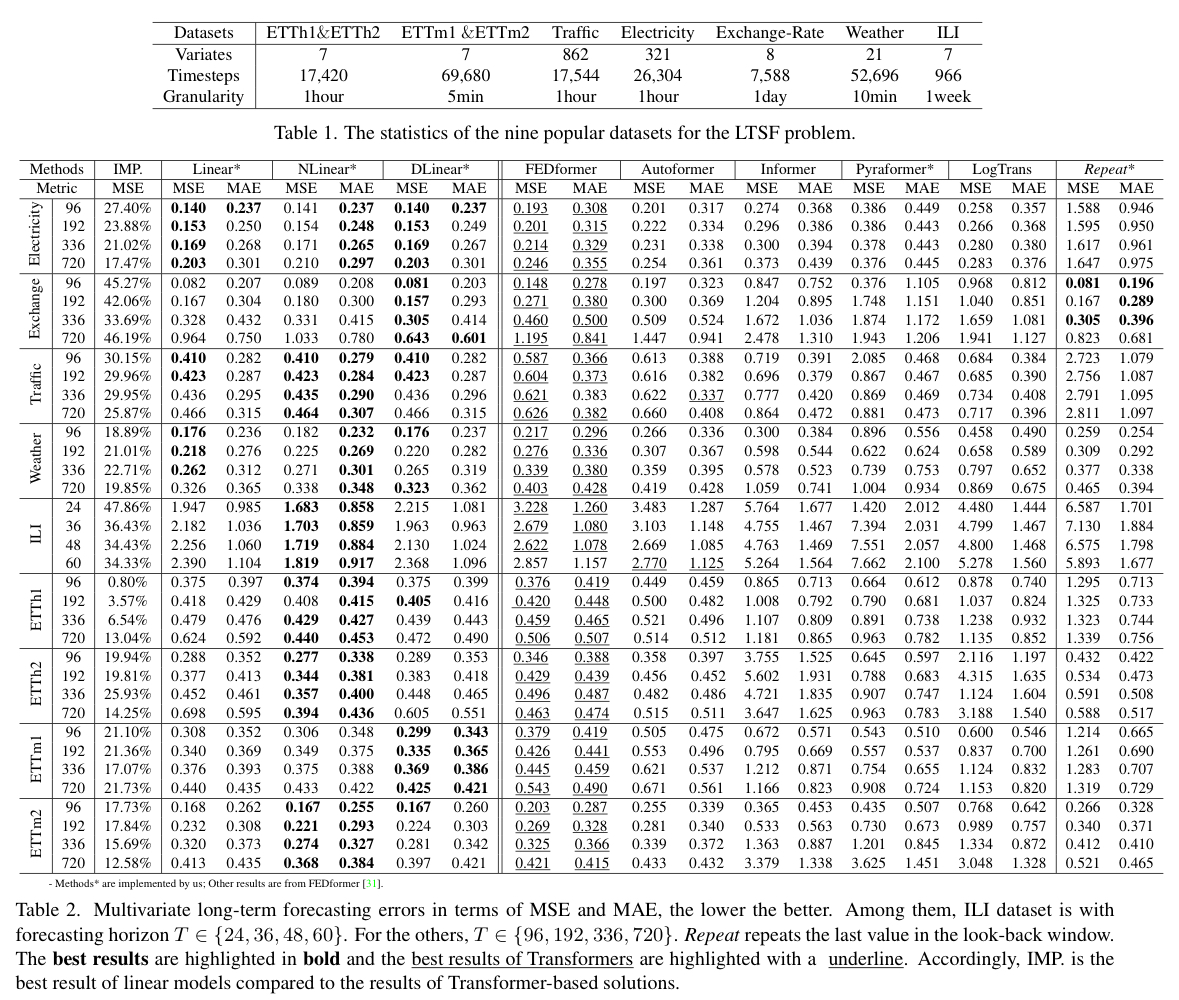 Datasets ETTh1&ETTh2 ETTm1 &ETTm2 Traffic Electricity Exchange-Rate Weather ILI
Variates 7 7 862 321 8 21 7
Timesteps 17,420 69,680 17,544 26,304 7,588 52,696 966
Granularity 1hour 5min 1hour 1hour 1day 10min 1week
Table 1. The statistics of the nine popular datasets for the LTSF problem.
Methods IMP. Linear* NLinear* DLinear* FEDformer Autoformer Informer Pyraformer* LogTrans Repeat*
Metric MSE MSE MAE MSE MAE MSE MAE MSE MAE MSE MAE MSE MAE MSE MAE MSE MAE MSE MAE
Electricity
96 27.40% 0.140 0.237 0.141 0.237 0.140 0.237 0.193 0.308 0.201 0.317 0.274 0.368 0.386 0.449 0.258 0.357 1.588 0.946
192 23.88% 0.153 0.250 0.154 0.248 0.153 0.249 0.201 0.315 0.222 0.334 0.296 0.386 0.386 0.443 0.266 0.368 1.595 0.950
336 21.02% 0.169 0.268 0.171 0.265 0.169 0.267 0.214 0.329 0.231 0.338 0.300 0.394 0.378 0.443 0.280 0.380 1.617 0.961
720 17.47% 0.203 0.301 0.210 0.297 0.203 0.301 0.246 0.355 0.254 0.361 0.373 0.439 0.376 0.445 0.283 0.376 1.647 0.975
Exchange
96 45.27% 0.082 0.207 0.089 0.208 0.081 0.203 0.148 0.278 0.197 0.323 0.847 0.752 0.376 1.105 0.968 0.812 0.081 0.196
192 42.06% 0.167 0.304 0.180 0.300 0.157 0.293 0.271 0.380 0.300 0.369 1.204 0.895 1.748 1.151 1.040 0.851 0.167 0.289
336 33.69% 0.328 0.432 0.331 0.415 0.305 0.414 0.460 0.500 0.509 0.524 1.672 1.036 1.874 1.172 1.659 1.081 0.305 0.396
720 46.19% 0.964 0.750 1.033 0.780 0.643 0.601 1.195 0.841 1.447 0.941 2.478 1.310 1.943 1.206 1.941 1.127 0.823 0.681
Traffic
96 30.15% 0.410 0.282 0.410 0.279 0.410 0.282 0.587 0.366 0.613 0.388 0.719 0.391 2.085 0.468 0.684 0.384 2.723 1.079
192 29.96% 0.423 0.287 0.423 0.284 0.423 0.287 0.604 0.373 0.616 0.382 0.696 0.379 0.867 0.467 0.685 0.390 2.756 1.087
336 29.95% 0.436 0.295 0.435 0.290 0.436 0.296 0.621 0.383 0.622 0.337 0.777 0.420 0.869 0.469 0.734 0.408 2.791 1.095
720 25.87% 0.466 0.315 0.464 0.307 0.466 0.315 0.626 0.382 0.660 0.408 0.864 0.472 0.881 0.473 0.717 0.396 2.811 1.097
Weather
96 18.89% 0.176 0.236 0.182 0.232 0.176 0.237 0.217 0.296 0.266 0.336 0.300 0.384 0.896 0.556 0.458 0.490 0.259 0.254
192 21.01% 0.218 0.276 0.225 0.269 0.220 0.282 0.276 0.336 0.307 0.367 0.598 0.544 0.622 0.624 0.658 0.589 0.309 0.292
336 22.71% 0.262 0.312 0.271 0.301 0.265 0.319 0.339 0.380 0.359 0.395 0.578 0.523 0.739 0.753 0.797 0.652 0.377 0.338
720 19.85% 0.326 0.365 0.338 0.348 0.323 0.362 0.403 0.428 0.419 0.428 1.059 0.741 1.004 0.934 0.869 0.675 0.465 0.394
ILI
24 47.86% 1.947 0.985 1.683 0.858 2.215 1.081 3.228 1.260 3.483 1.287 5.764 1.677 1.420 2.012 4.480 1.444 6.587 1.701
36 36.43% 2.182 1.036 1.703 0.859 1.963 0.963 2.679 1.080 3.103 1.148 4.755 1.467 7.394 2.031 4.799 1.467 7.130 1.884
48 34.43% 2.256 1.060 1.719 0.884 2.130 1.024 2.622 1.078 2.669 1.085 4.763 1.469 7.551 2.057 4.800 1.468 6.575 1.798
60 34.33% 2.390 1.104 1.819 0.917 2.368 1.096 2.857 1.157 2.770 1.125 5.264 1.564 7.662 2.100 5.278 1.560 5.893 1.677
ETTh1
96 0.80% 0.375 0.397 0.374 0.394 0.375 0.399 0.376 0.419 0.449 0.459 0.865 0.713 0.664 0.612 0.878 0.740 1.295 0.713
192 3.57% 0.418 0.429 0.408 0.415 0.405 0.416 0.420 0.448 0.500 0.482 1.008 0.792 0.790 0.681 1.037 0.824 1.325 0.733
336 6.54% 0.479 0.476 0.429 0.427 0.439 0.443 0.459 0.465 0.521 0.496 1.107 0.809 0.891 0.738 1.238 0.932 1.323 0.744
720 13.04% 0.624 0.592 0.440 0.453 0.472 0.490 0.506 0.507 0.514 0.512 1.181 0.865 0.963 0.782 1.135 0.852 1.339 0.756
ETTh2
96 19.94% 0.288 0.352 0.277 0.338 0.289 0.353 0.346 0.388 0.358 0.397 3.755 1.525 0.645 0.597 2.116 1.197 0.432 0.422
192 19.81% 0.377 0.413 0.344 0.381 0.383 0.418 0.429 0.439 0.456 0.452 5.602 1.931 0.788 0.683 4.315 1.635 0.534 0.473
336 25.93% 0.452 0.461 0.357 0.400 0.448 0.465 0.496 0.487 0.482 0.486 4.721 1.835 0.907 0.747 1.124 1.604 0.591 0.508
720 14.25% 0.698 0.595 0.394 0.436 0.605 0.551 0.463 0.474 0.515 0.511 3.647 1.625 0.963 0.783 3.188 1.540 0.588 0.517
ETTm1
96 21.10% 0.308 0.352 0.306 0.348 0.299 0.343 0.379 0.419 0.505 0.475 0.672 0.571 0.543 0.510 0.600 0.546 1.214 0.665
192 21.36% 0.340 0.369 0.349 0.375 0.335 0.365 0.426 0.441 0.553 0.496 0.795 0.669 0.557 0.537 0.837 0.700 1.261 0.690
336 17.07% 0.376 0.393 0.375 0.388 0.369 0.386 0.445 0.459 0.621 0.537 1.212 0.871 0.754 0.655 1.124 0.832 1.283 0.707
720 21.73% 0.440 0.435 0.433 0.422 0.425 0.421 0.543 0.490 0.671 0.561 1.166 0.823 0.908 0.724 1.153 0.820 1.319 0.729
ETTm2
96 17.73% 0.168 0.262 0.167 0.255 0.167 0.260 0.203 0.287 0.255 0.339 0.365 0.453 0.435 0.507 0.768 0.642 0.266 0.328
192 17.84% 0.232 0.308 0.221 0.293 0.224 0.303 0.269 0.328 0.281 0.340 0.533 0.563 0.730 0.673 0.989 0.757 0.340 0.371
336 15.69% 0.320 0.373 0.274 0.327 0.281 0.342 0.325 0.366 0.339 0.372 1.363 0.887 1.201 0.845 1.334 0.872 0.412 0.410
720 12.58% 0.413 0.435 0.368 0.384 0.397 0.421 0.421 0.415 0.433 0.432 3.379 1.338 3.625 1.451 3.048 1.328 0.521 0.465
- Methods* are implemented by us; Other results are from FEDformer [31].
Table 2. Multivariate long-term forecasting errors in terms of MSE and MAE, the lower the better. Among them, ILI dataset is with
forecasting horizon T ∈ {24, 36, 48, 60}. For the others, T ∈ {96, 192, 336, 720}. Repeat repeats the last value in the look-back window.
The best results are highlighted in bold and the best results of Transformers are highlighted with a underline. Accordingly, IMP. is the
best result of linear models compared to the results of Transformer-based solutions.